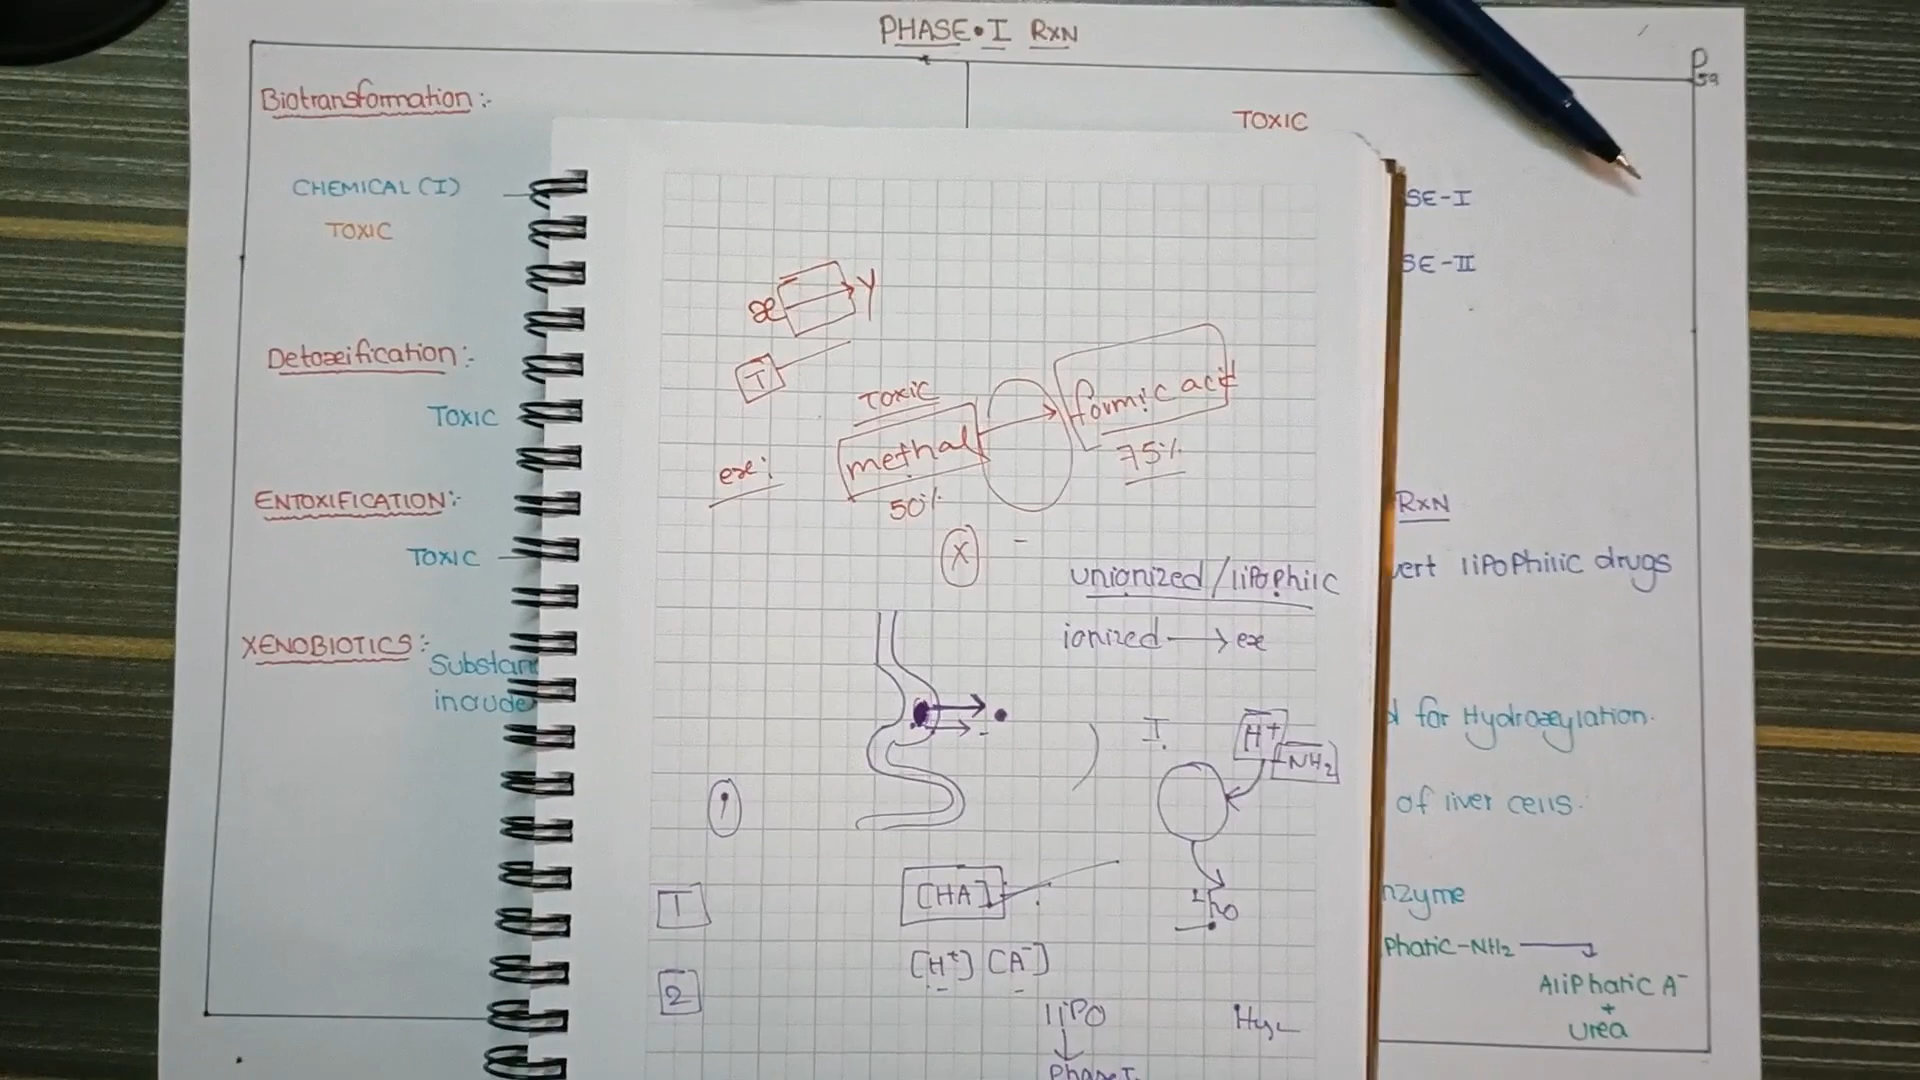 PHASE•I RXN
Biotransformation:-
CHEMICAL (I)
TOXIC
Detoxification:-
TOXIC
ENTOXIFICATION:-
TOXIC
XENOBIOTICS:-
Substan
include
x
Y
T
TOXIC
methal
50%
formic acid
75%
ex:
X
unionized/lipophilc
ionized → ex
I
H+
-NH2
1
[HA]
[H+] [A-]
2
lipo
Phase I
TOXIC
SE-I
SE-II
RXN
vert lipophilic drugs
d for Hydroxylation.
of liver cells.
nzyme
Phatic-NH2
Aliphatic A-
+
Urea